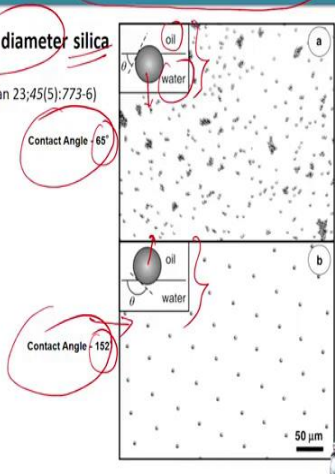 diameter silica
an 23;45(5):773-6)
a
oil
θ
water
Contact Angle - 65°
b
oil
θ
water
Contact Angle - 152
50 µm